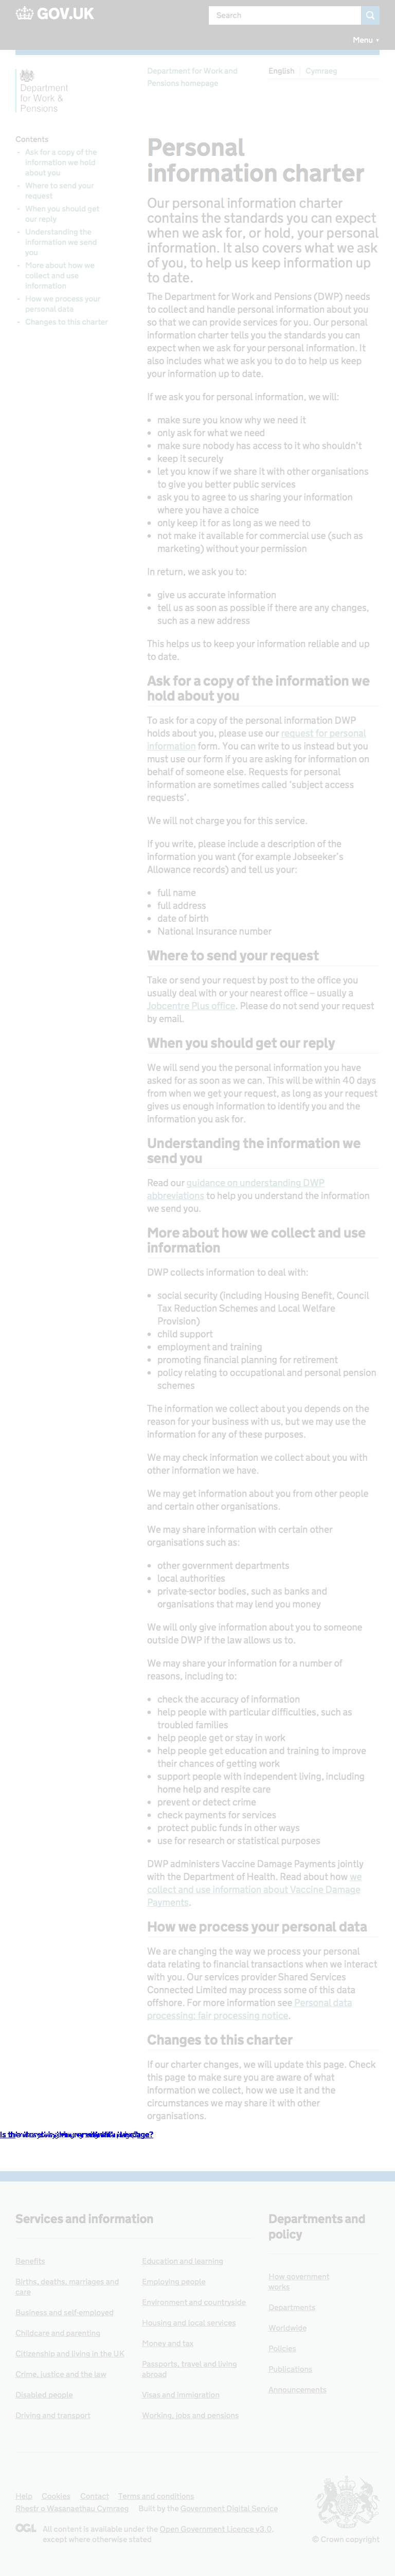 GOV.UK
Search
Menu
Department
for Work &
Pensions
Department for Work and
Pensions homepage
English
Cymraeg
Contents
- Ask for a copy of the
information we hold
about you
- Where to send your
request
- When you should get
our reply
- Understanding the
information we send
you
- More about how we
collect and use
information
- How we process your
personal data
- Changes to this charter
Personal
information charter
Our personal information charter
contains the standards you can expect
when we ask for, or hold, your personal
information. It also covers what we ask
of you, to help us keep information up
to date.
The Department for Work and Pensions (DWP) needs
to collect and handle personal information about you
so that we can provide services for you. Our personal
information charter tells you the standards you can
expect when we ask for your personal information. It
also includes what we ask you to do to help us keep
your information up to date.
If we ask you for personal information, we will:
• make sure you know why we need it
• only ask for what we need
• make sure nobody has access to it who shouldn't
• keep it securely
• let you know if we share it with other organisations
to give you better public services
• ask you to agree to us sharing your information
where you have a choice
• only keep it for as long as we need to
• not make it available for commercial use (such as
marketing) without your permission
In return, we ask you to:
• give us accurate information
• tell us as soon as possible if there are any changes,
such as a new address
This helps us to keep your information reliable and up
to date.
Ask for a copy of the information we
hold about you
To ask for a copy of the personal information DWP
holds about you, please use our request for personal
information form. You can write to us instead but you
must use our form if you are asking for information on
behalf of someone else. Requests for personal
information are sometimes called 'subject access
requests'.
We will not charge you for this service.
If you write, please include a description of the
information you want (for example Jobseeker's
Allowance records) and tell us your:
• full name
• full address
• date of birth
• National Insurance number
Where to send your request
Take or send your request by post to the office you
usually deal with or your nearest office – usually a
Jobcentre Plus office. Please do not send your request
by email.
When you should get our reply
We will send you the personal information you have
asked for as soon as we can. This will be within 40 days
from when we get your request, as long as your request
gives us enough information to identify you and the
information you ask for.
Understanding the information we
send you
Read our guidance on understanding DWP
abbreviations to help you understand the information
we send you.
More about how we collect and use
information
DWP collects information to deal with:
• social security (including Housing Benefit, Council
Tax Reduction Schemes and Local Welfare
Provision)
• child support
• employment and training
• promoting financial planning for retirement
• policy relating to occupational and personal pension
schemes
The information we collect about you depends on the
reason for your business with us, but we may use the
information for any of these purposes.
We may check information we collect about you with
other information we have.
We may get information about you from other people
and certain other organisations.
We may share information with certain other
organisations such as:
• other government departments
• local authorities
• private-sector bodies, such as banks and
organisations that may lend you money
We will only give information about you to someone
outside DWP if the law allows us to.
We may share your information for a number of
reasons, including to:
• check the accuracy of information
• help people with particular difficulties, such as
troubled families
• help people get or stay in work
• help people get education and training to improve
their chances of getting work
• support people with independent living, including
home help and respite care
• prevent or detect crime
• check payments for services
• protect public funds in other ways
• use for research or statistical purposes
DWP administers Vaccine Damage Payments jointly
with the Department of Health. Read about how we
collect and use information about Vaccine Damage
Payments.
How we process your personal data
We are changing the way we process your personal
data relating to financial transactions when we interact
with you. Our services provider Shared Services
Connected Limited may process some of this data
offshore. For more information see Personal data
processing: fair processing notice.
Changes to this charter
If our charter changes, we will update this page. Check
this page to make sure you are aware of what
information we collect, how we use it and the
circumstances we may share it with other
organisations.
Services and information
Benefits
Births, deaths, marriages and
care
Business and self-employed
Childcare and parenting
Citizenship and living in the UK
Crime, justice and the law
Disabled people
Driving and transport
Education and learning
Employing people
Environment and countryside
Housing and local services
Money and tax
Passports, travel and living
abroad
Visas and immigration
Working, jobs and pensions
Departments and
policy
How government
works
Departments
Worldwide
Policies
Publications
Announcements
Help Cookies Contact Terms and conditions
Rhestr o Wasanaethau Cymraeg Built by the Government Digital Service
OGL All content is available under the Open Government Licence v3.0,
except where otherwise stated
© Crown copyright